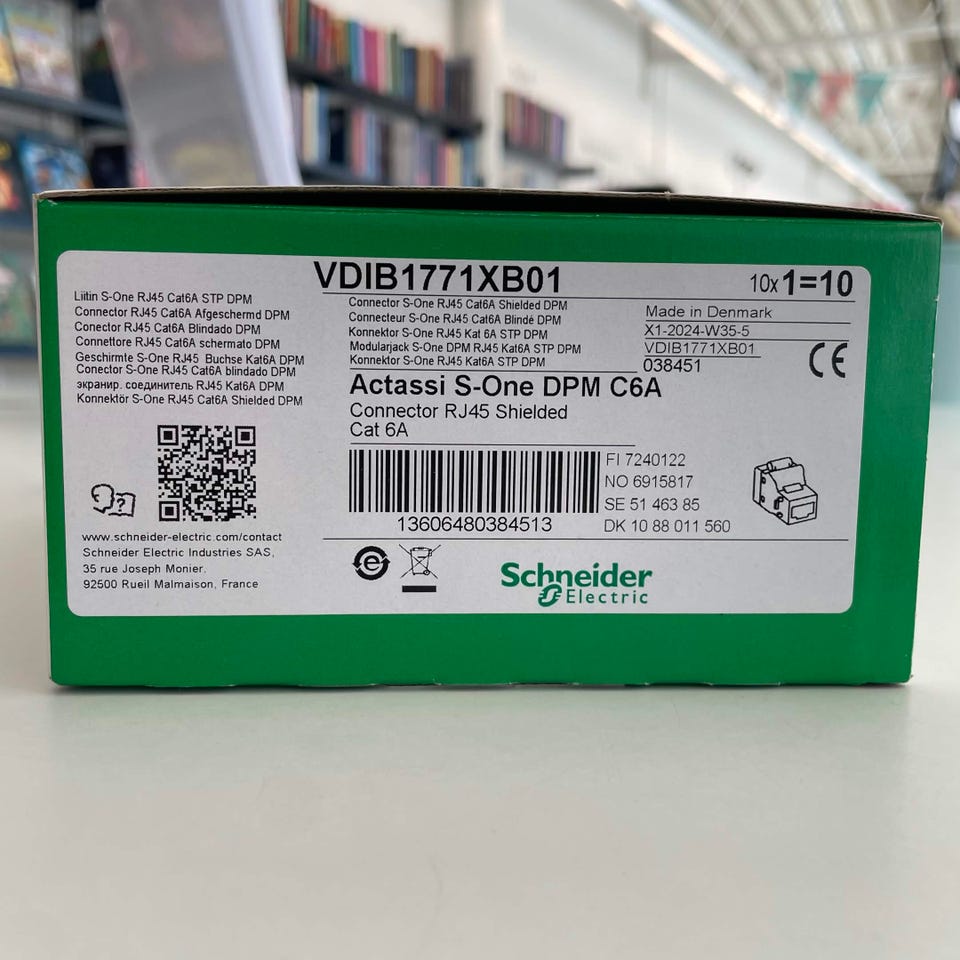 VDIB1771XB01
10x 1=10
Liitin S-One RJ45 Cat6A STP DPM
Connector RJ45 Cat6A Afgeschermd DPM
Conector RJ45 Cat6A Blindado DPM
Connettore RJ45 Cat6A schermato DPM
Geschirmte S-One RJ45 Buchse Kat6A DPM
Conector S-One RJ45 Cat6A blindado DPM
экранир. соединитель RJ45 Кat6A DPM
Konnektör S-One RJ45 Cat6A Shielded DPM
Connector S-One RJ45 Cat6A Shielded DPM
Connecteur S-One RJ45 Cat6A Blindé DPM
Konnektor S-One RJ45 Kat 6A STP DPM
Modularjack S-One DPM RJ45 Kat6A STP DPM
Konnektor S-One RJ45 Kat6A STP DPM
Made in Denmark
X1-2024-W35-5
VDIB1771XB01
038451
CE
Actassi S-One DPM C6A
Connector RJ45 Shielded
Cat 6A
13606480384513
FI 7240122
NO 6915817
SE 51 463 85
DK 10 88 011 560
?
www.schneider-electric.com/contact
Schneider Electric Industries SAS,
35 rue Joseph Monier,
92500 Rueil Malmaison, France
e
Schneider
Electric